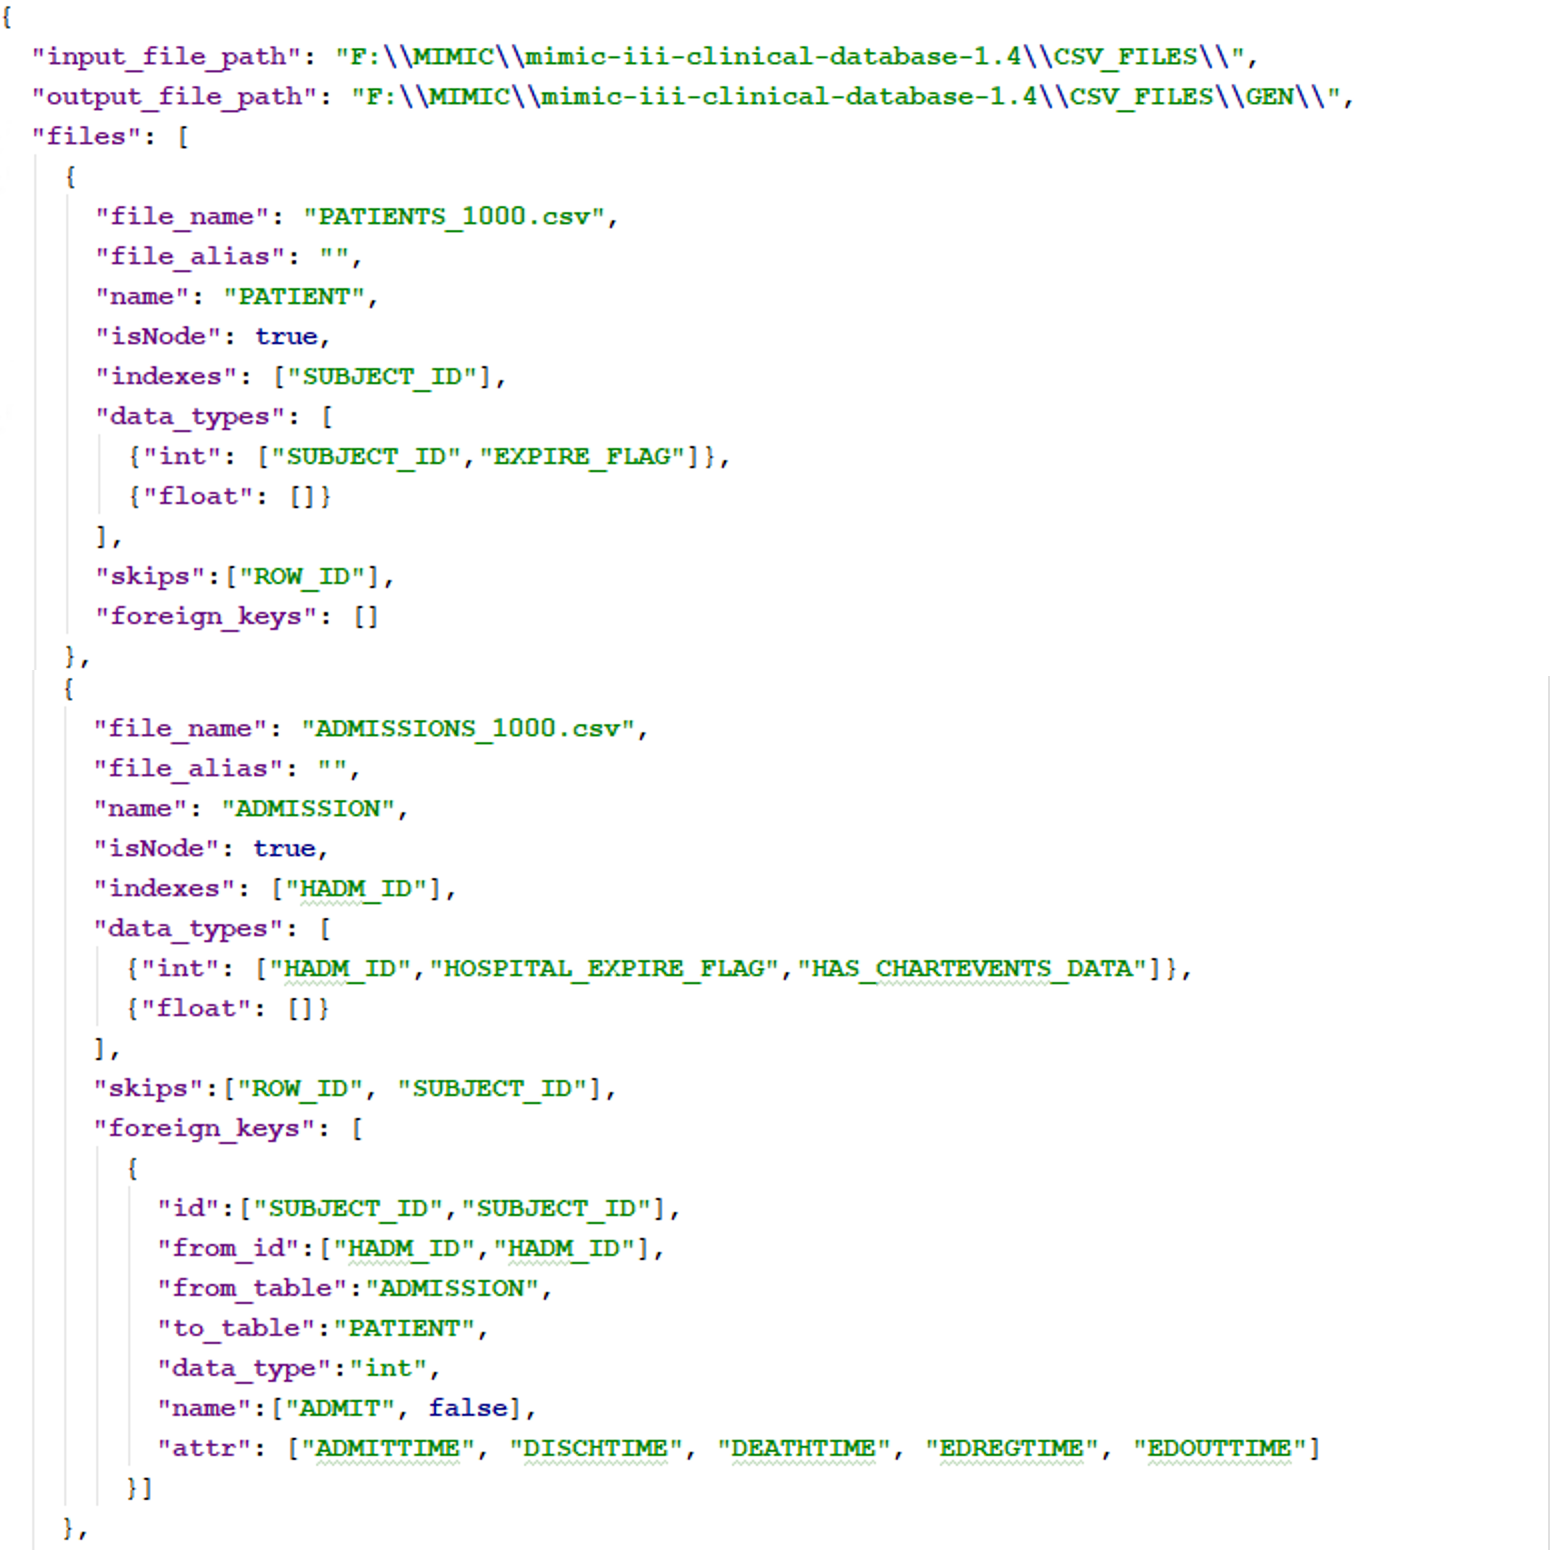 {
  "input_file_path": "F:\\MIMIC\\mimic-iii-clinical-database-1.4\\CSV_FILES\\",
  "output_file_path": "F:\\MIMIC\\mimic-iii-clinical-database-1.4\\CSV_FILES\\GEN\\",
  "files": [
    {
      "file_name": "PATIENTS_1000.csv",
      "file_alias": "",
      "name": "PATIENT",
      "isNode": true,
      "indexes": ["SUBJECT_ID"],
      "data_types": [
        {"int": ["SUBJECT_ID","EXPIRE_FLAG"]},
        {"float": []}
      ],
      "skips":["ROW_ID"],
      "foreign_keys": []
    },
    {
      "file_name": "ADMISSIONS_1000.csv",
      "file_alias": "",
      "name": "ADMISSION",
      "isNode": true,
      "indexes": ["HADM_ID"],
      "data_types": [
        {"int": ["HADM_ID","HOSPITAL_EXPIRE_FLAG","HAS_CHARTEVENTS_DATA"]},
        {"float": []}
      ],
      "skips":["ROW_ID", "SUBJECT_ID"],
      "foreign_keys": [
        {
          "id":["SUBJECT_ID","SUBJECT_ID"],
          "from_id":["HADM_ID","HADM_ID"],
          "from_table":"ADMISSION",
          "to_table":"PATIENT",
          "data_type":"int",
          "name":["ADMIT", false],
          "attr": ["ADMITTIME", "DISCHTIME", "DEATHTIME", "EDREGTIME", "EDOUTTIME"]
        }]
    },